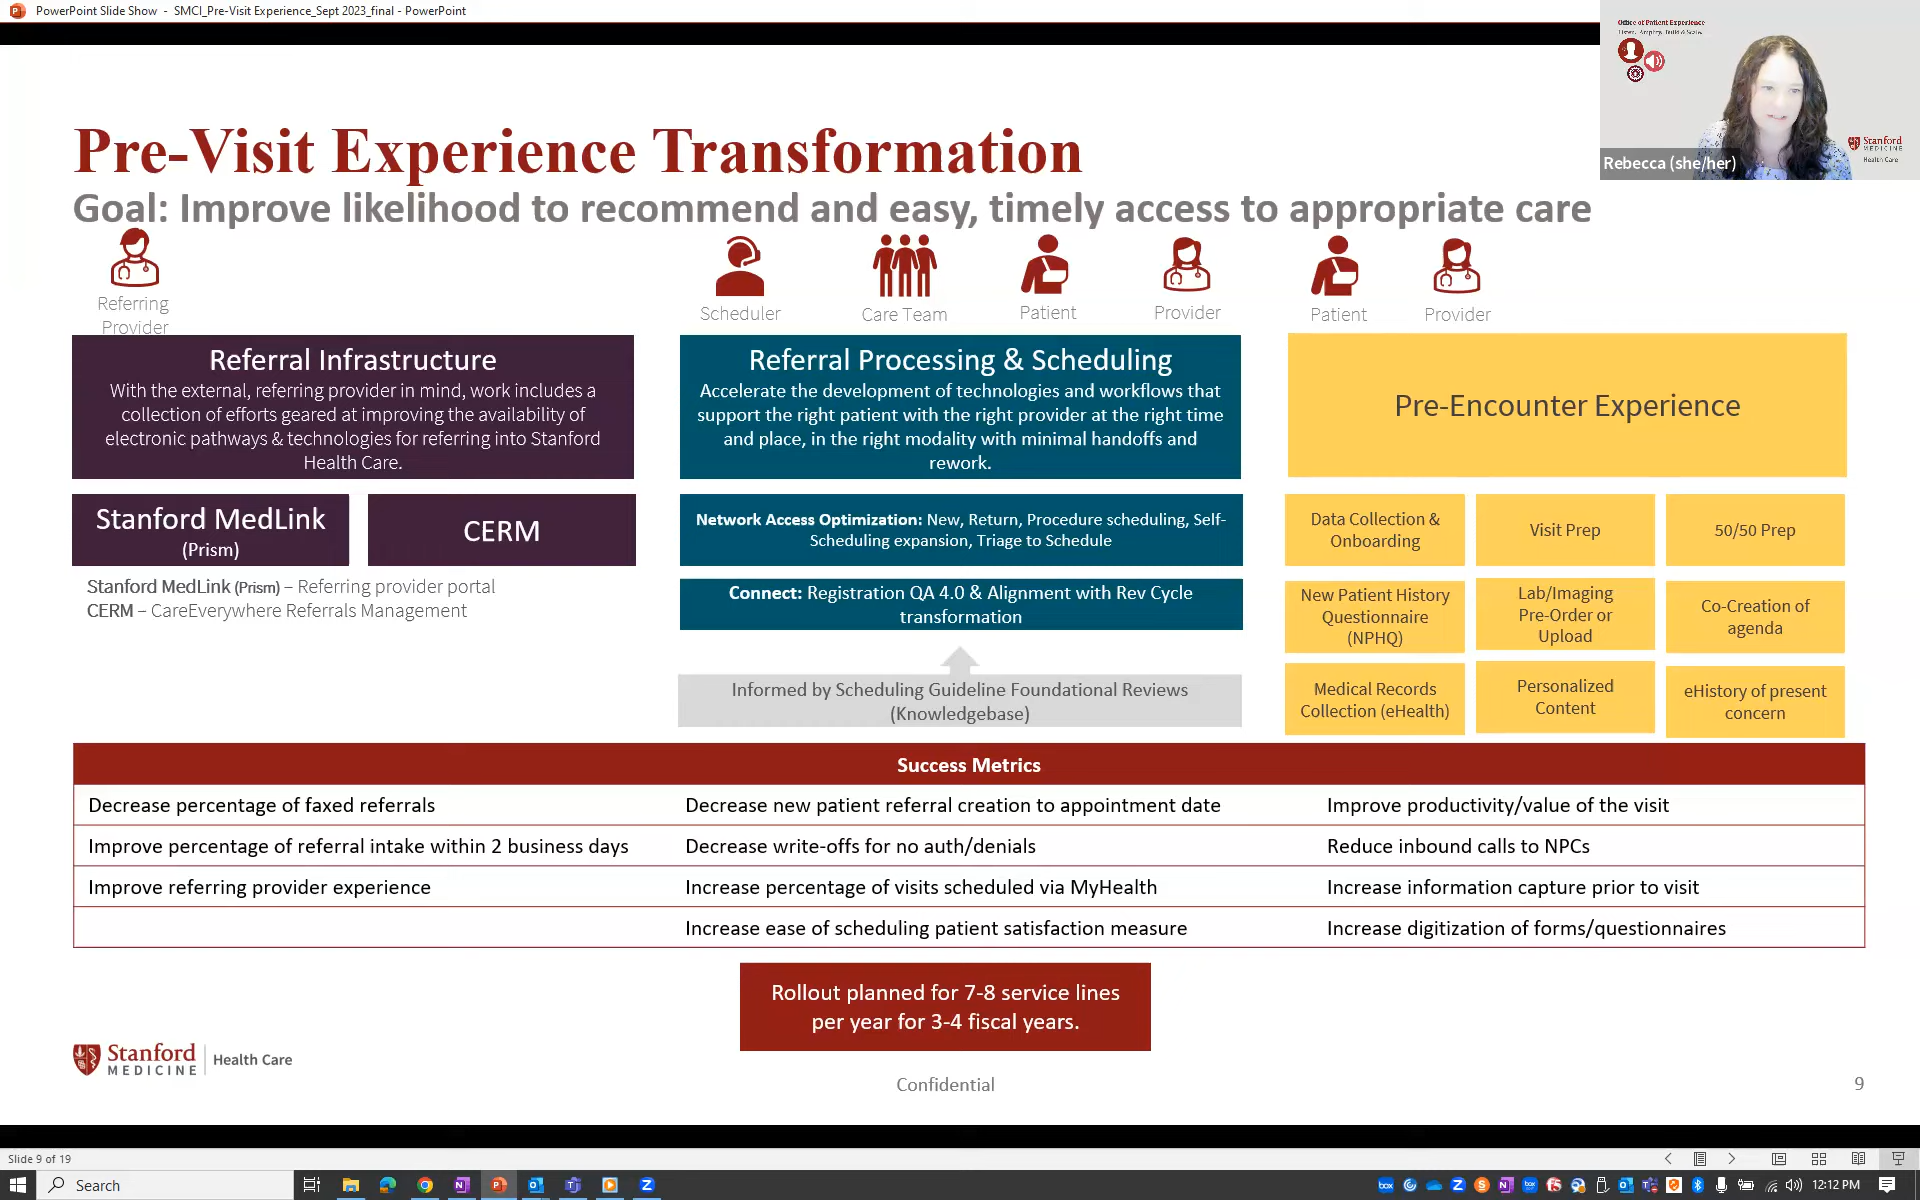 PowerPoint Slide Show - SMCI_Pre-Visit Experience_Sept 2023_final - PowerPoint
Office of Patient Experience
Rebecca (she/her)
Stanford
MEDICINE
Health Care
Pre-Visit Experience Transformation
Goal: Improve likelihood to recommend and easy, timely access to appropriate care
Referring
Provider
Scheduler
Care Team
Patient
Provider
Patient
Provider
Referral Infrastructure
With the external, referring provider in mind, work includes a
collection of efforts geared at improving the availability of
electronic pathways & technologies for referring into Stanford
Health Care.
Stanford MedLink
(Prism)
CERM
Stanford MedLink (Prism) – Referring provider portal
CERM – CareEverywhere Referrals Management
Referral Processing & Scheduling
Accelerate the development of technologies and workflows that
support the right patient with the right provider at the right time
and place, in the right modality with minimal handoffs and
rework.
Network Access Optimization: New, Return, Procedure scheduling, Self-
Scheduling expansion, Triage to Schedule
Connect: Registration QA 4.0 & Alignment with Rev Cycle
transformation
Informed by Scheduling Guideline Foundational Reviews
(Knowledgebase)
Pre-Encounter Experience
Data Collection &
Onboarding
Visit Prep
50/50 Prep
New Patient History
Questionnaire
(NPHQ)
Lab/Imaging
Pre-Order or
Upload
Co-Creation of
agenda
Medical Records
Collection (eHealth)
Personalized
Content
eHistory of present
concern
Success Metrics
Decrease percentage of faxed referrals
Decrease new patient referral creation to appointment date
Improve productivity/value of the visit
Improve percentage of referral intake within 2 business days
Decrease write-offs for no auth/denials
Reduce inbound calls to NPCs
Improve referring provider experience
Increase percentage of visits scheduled via MyHealth
Increase information capture prior to visit
Increase ease of scheduling patient satisfaction measure
Increase digitization of forms/questionnaires
Rollout planned for 7-8 service lines
per year for 3-4 fiscal years.
Stanford
MEDICINE
Health Care
Confidential
9
Slide 9 of 19
Search
12:12 PM